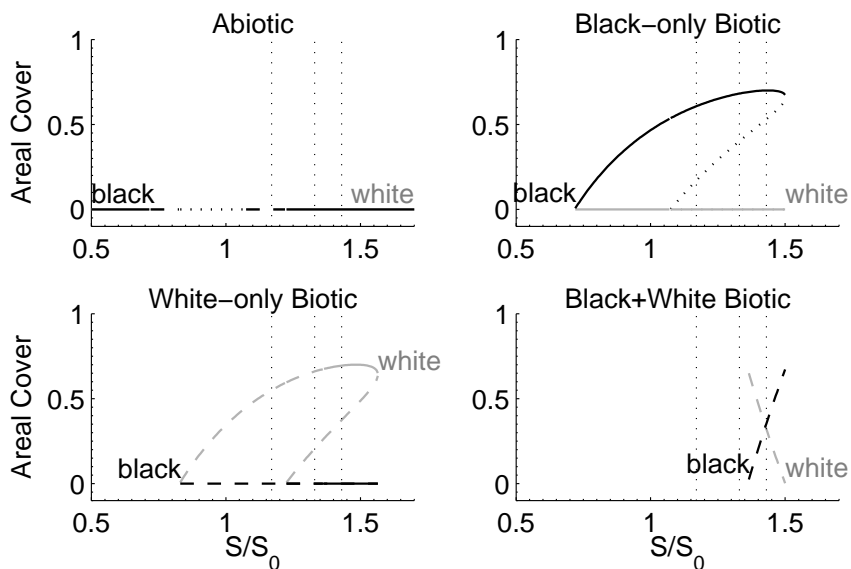 Abiotic
Areal Cover
1
0.5
0
black
white
0.5
1
1.5
Black−only Biotic
1
0.5
0
black
white
0.5
1
1.5
White−only Biotic
Areal Cover
1
0.5
0
black
white
0.5
1
1.5
S/S0
Black+White Biotic
1
0.5
0
black
white
0.5
1
1.5
S/S0